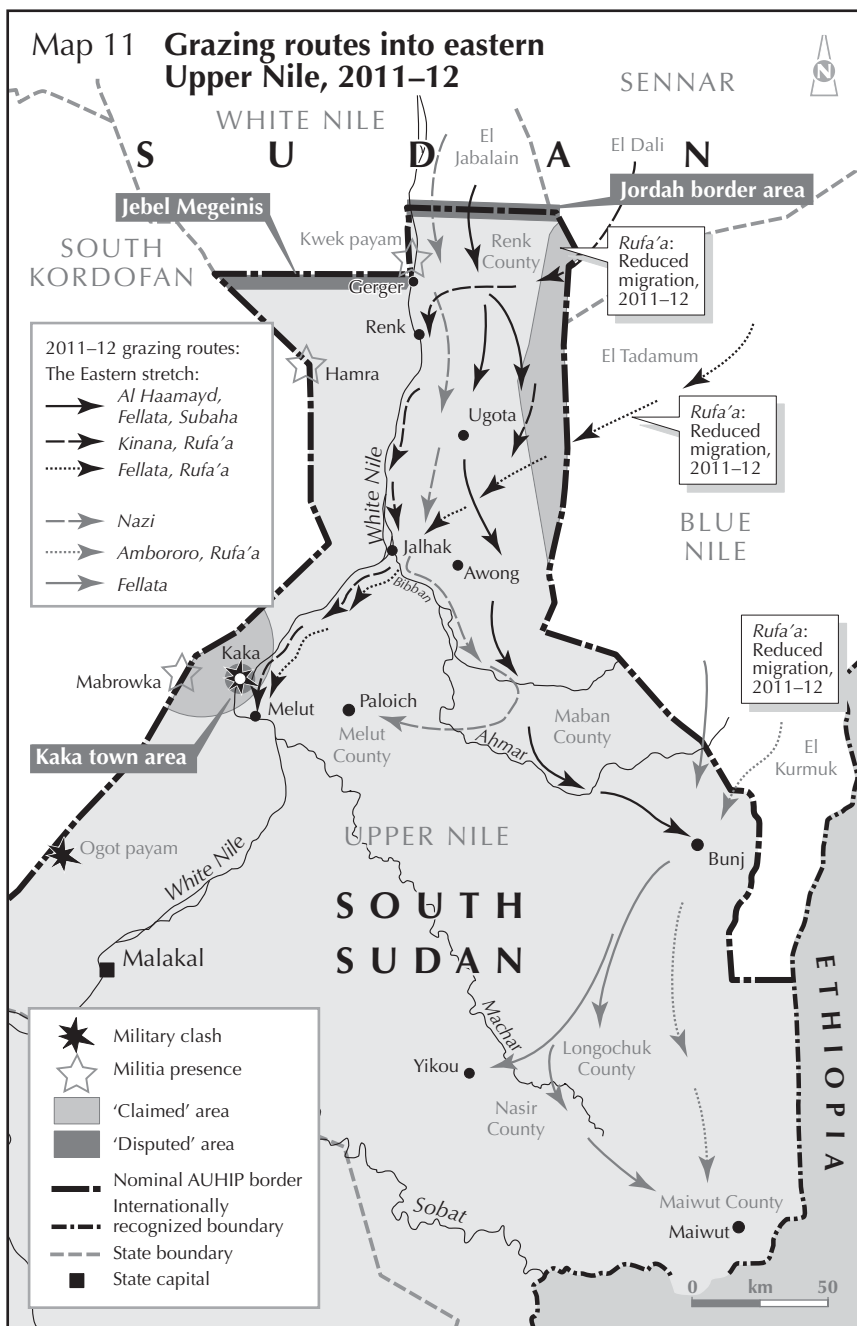 Map 11 Grazing routes into eastern
Upper Nile, 2011–12
SENNAR
N
WHITE NILE
El
Jabalain
El Dali
SUDAN
Jordah border area
Jebel Megeinis
SOUTH
KORDOFAN
Kwek payam
Renk
County
Rufa'a:
Reduced
migration,
2011–12
Gerger
Renk
2011–12 grazing routes:
The Eastern stretch:
Al Haamayd,
Fellata, Subaha
Kinana, Rufa'a
Fellata, Rufa'a
Nazi
Ambororo, Rufa'a
Fellata
Hamra
El Tadamum
Ugota
Rufa'a:
Reduced
migration,
2011–12
White Nile
BLUE
NILE
Jalhak
Awong
Bibban
Rufa'a:
Reduced
migration,
2011–12
Kaka
Mabrowka
Melut
Paloich
Melut
County
Maban
County
Ahmar
El
Kurmuk
Kaka town area
UPPER NILE
Ogot payam
White Nile
Bunj
SOUTH
SUDAN
Malakal
ETHIOPIA
Machar
Longochuk
County
Yikou
Nasir
County
Maiwut County
Maiwut
Sobat
Military clash
Militia presence
'Claimed' area
'Disputed' area
Nominal AUHIP border
Internationally
recognized boundary
State boundary
State capital
0 km 50